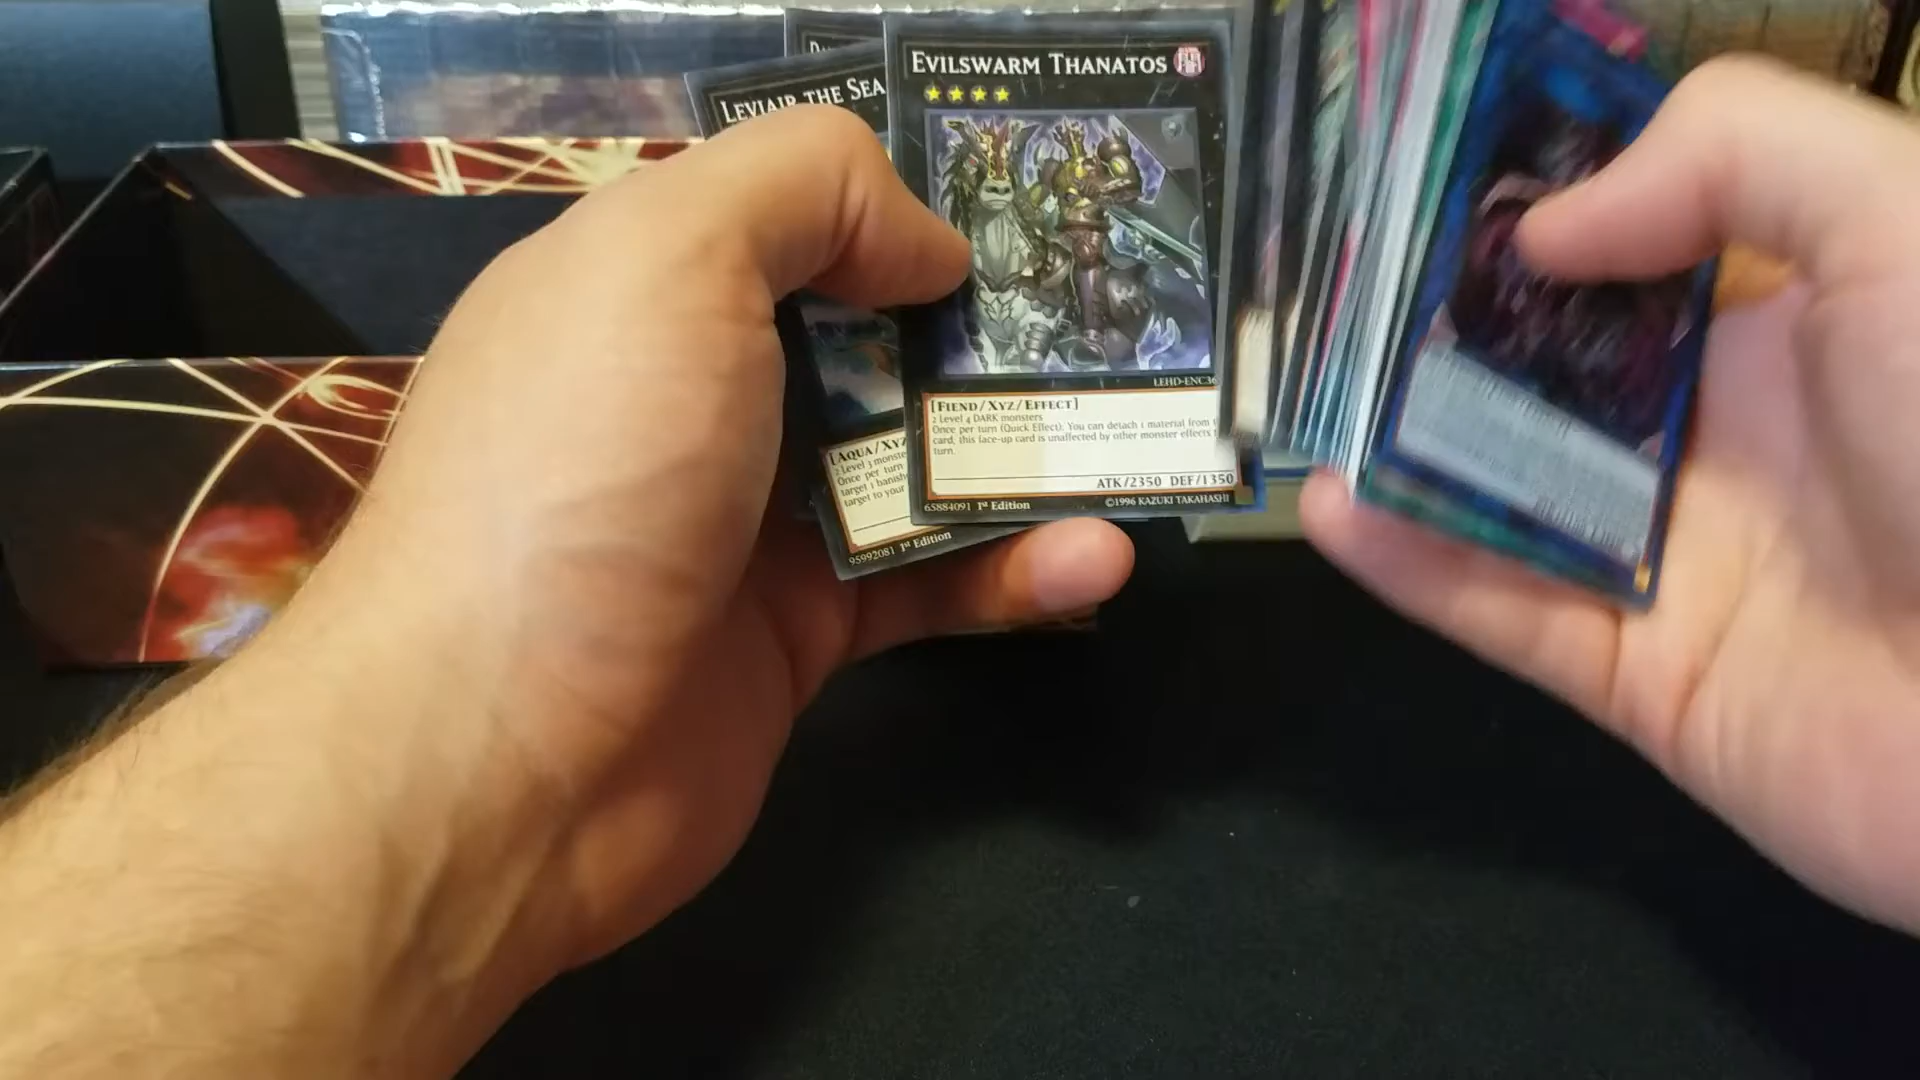 LEVIAIR THE SEA
[AQUA/XYZ
2 Level 3 monste
Once per turn
target 1 banish
target to your
95992081 1st Edition
EVILSWARM THANATOS
LEHD-ENC36
[FIEND/XYZ/EFFECT]
2 Level 4 DARK monsters
Once per turn (Quick Effect): You can detach 1 material from
card; this face-up card is unaffected by other monster effects
turn.
ATK/2350 DEF/1350
65884091 1st Edition
©1996 KAZUKI TAKAHASHI